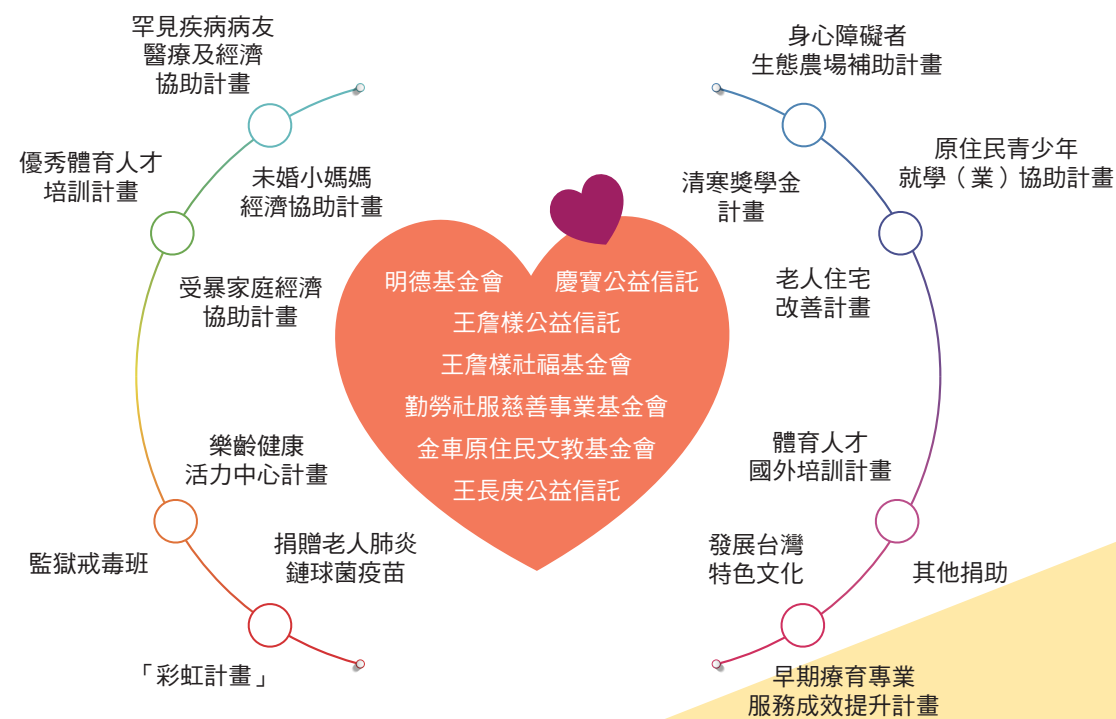 罕見疾病病友
醫療及經濟
協助計畫
優秀體育人才
培訓計畫
未婚小媽媽
經濟協助計畫
受暴家庭經濟
協助計畫
樂齡健康
活力中心計畫
監獄戒毒班
捐贈老人肺炎
鏈球菌疫苗
「彩虹計畫」
明德基金會 慶寶公益信託
王詹樣公益信託
王詹樣社福基金會
勤勞社服慈善事業基金會
金車原住民文教基金會
王長庚公益信託
身心障礙者
生態農場補助計畫
原住民青少年
就學(業)協助計畫
清寒獎學金
計畫
老人住宅
改善計畫
體育人才
國外培訓計畫
發展台灣
特色文化
其他捐助
早期療育專業
服務成效提升計畫